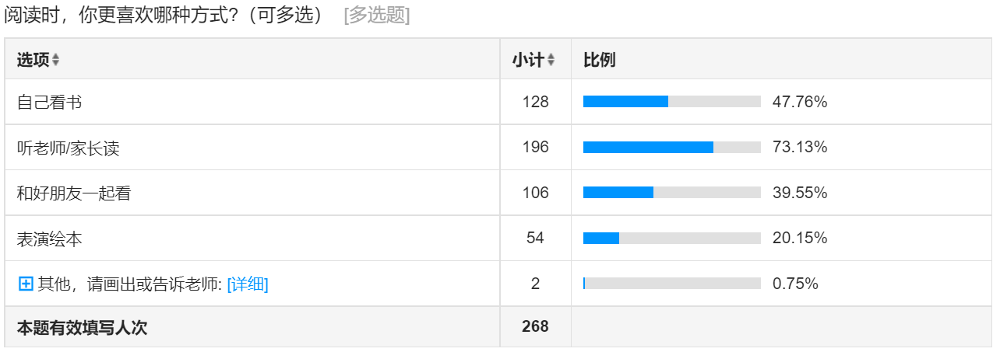 阅读时，你更喜欢哪种方式？（可多选） [多选题]
选项 小计 比例
自己看书 128 47.76%
听老师/家长读 196 73.13%
和好朋友一起看 106 39.55%
表演绘本 54 20.15%
其他，请画出或告诉老师: [详细] 2 0.75%
本题有效填写人次 268